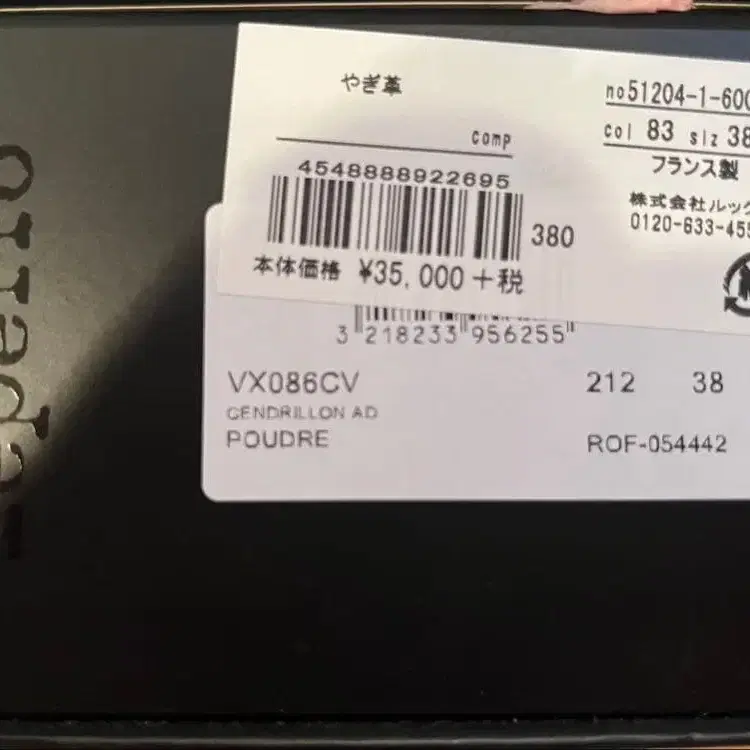 やぎ革
comp
4548888922695
380
本体価格 ¥35,000+税
no51204-1-600
col 83 siz 38
フランス製
株式会社ルック
0120-633-455
3 218233 956255
VX086CV 212 38
CENDRILLON AD
POUDRE ROF-054442